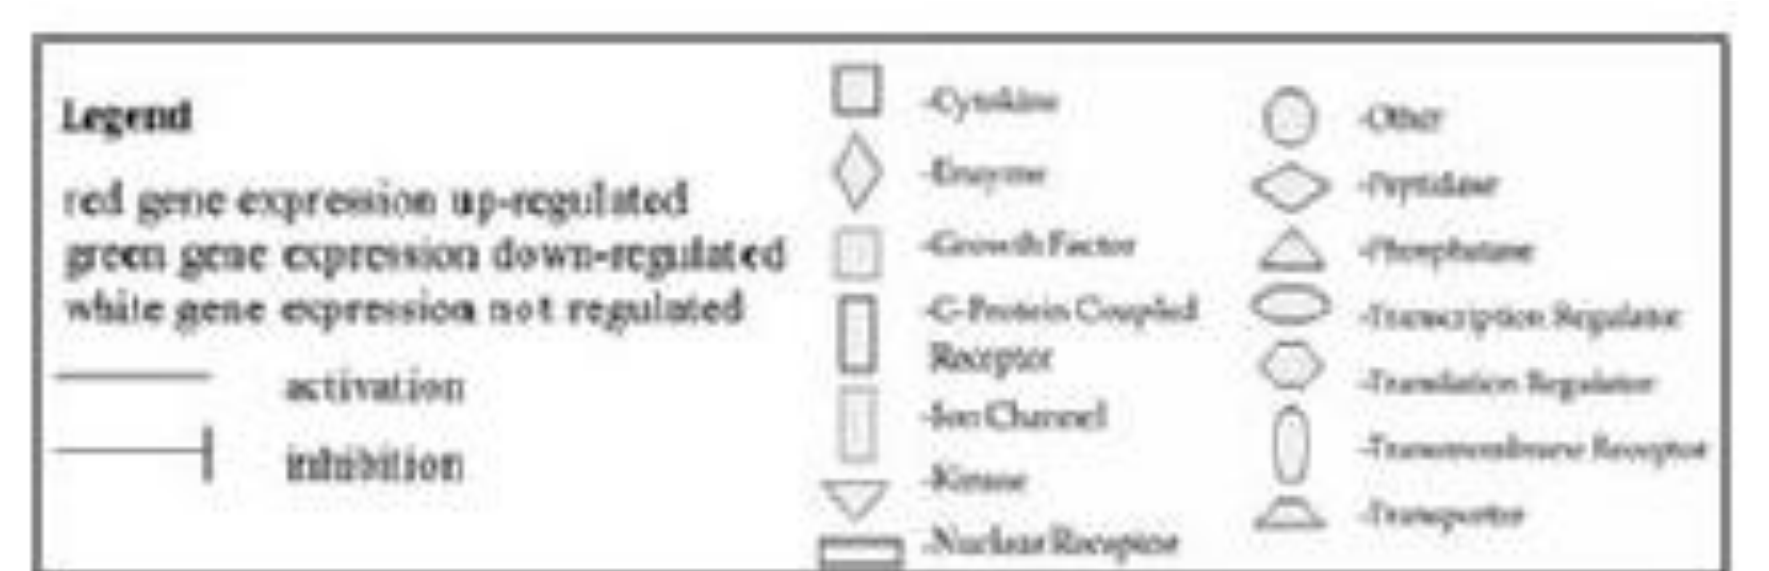 Legend
red gene expression up-regulated
green gene expression down-regulated
white gene expression not regulated
activation
inhibition
-Cytokine
-Enzyme
-Growth Factor
-G-Protein Coupled
Receptor
-Ion Channel
-Kinase
-Nuclear Receptor
-Other
-Peptidase
-Phosphatase
-Transcription Regulator
-Translation Regulator
-Transmembrane Receptor
-Transporter